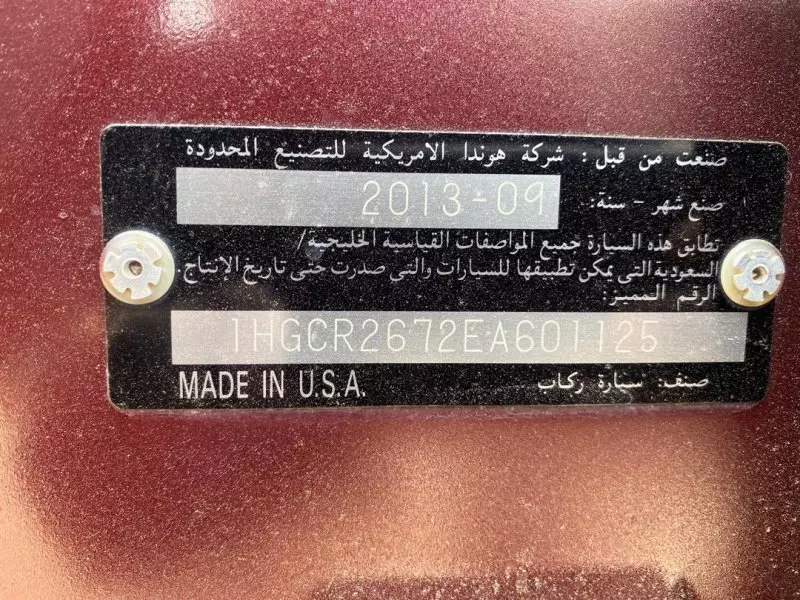 صنعت من قبل: شركة هوندا الامريكية للتصنيع المحدودة
صنع شهر - سنة: 2013-09
تطابق هذه السيارة جميع المواصفات القياسية الخليجية/
السعودية التي يمكن تطبيقها للسيارات والتي صدرت حتى تاريخ الإنتاج.
الرقم المميز:
1HGCR2672EA601125
صنف: سيارة ركاب MADE IN U.S.A.